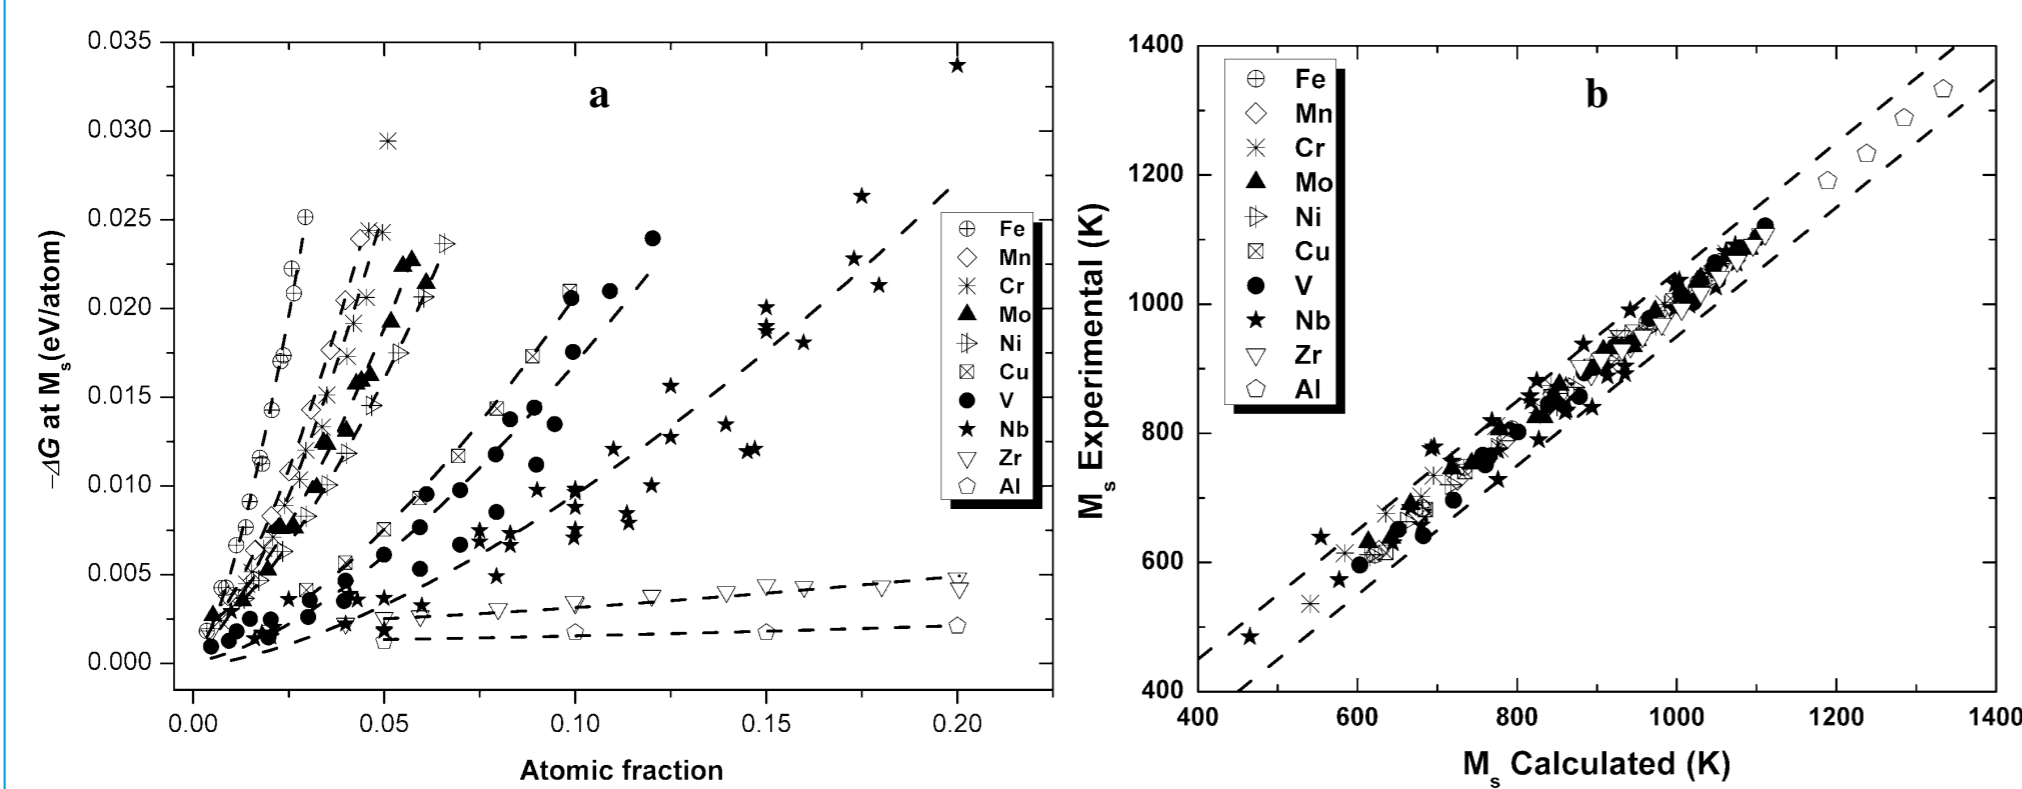 a
−ΔG at Ms(eV/atom)
0.035
0.030
0.025
0.020
0.015
0.010
0.005
0.000
Fe
Mn
Cr
Mo
Ni
Cu
V
Nb
Zr
Al
0.00 0.05 0.10 0.15 0.20
Atomic fraction
b
Ms Experimental (K)
1400
1200
1000
800
600
400
Fe
Mn
Cr
Mo
Ni
Cu
V
Nb
Zr
Al
400 600 800 1000 1200 1400
Ms Calculated (K)